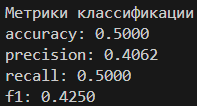 Метрики классификации
accuracy: 0.5000
precision: 0.4062
recall: 0.5000
f1: 0.4250